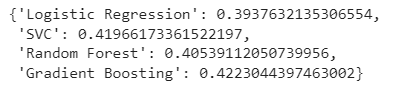 {'Logistic Regression': 0.3937632135306554,
'SVC': 0.41966173361522197,
'Random Forest': 0.40539112050739956,
'Gradient Boosting': 0.4223044397463002}